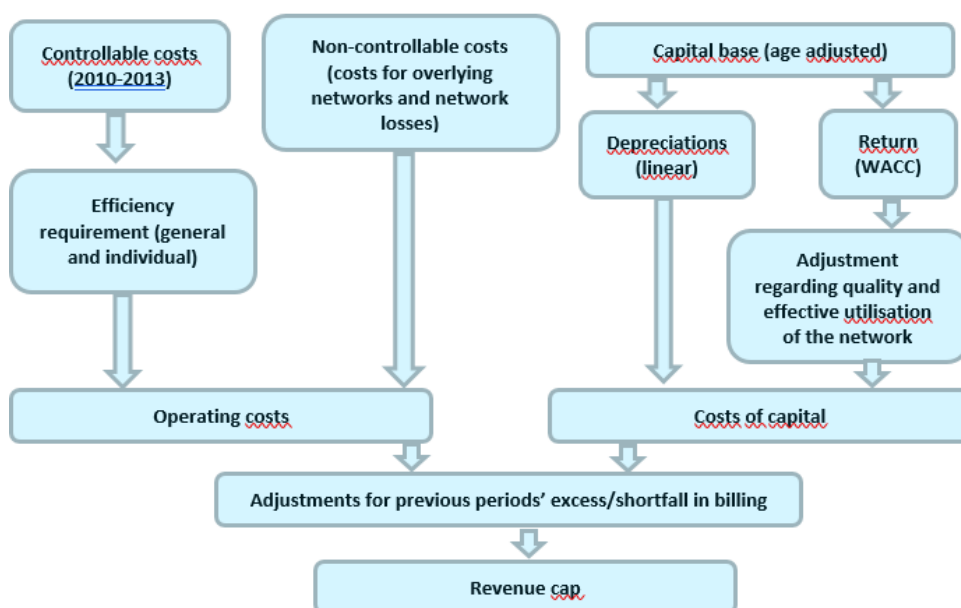 Controllable costs
(2010-2013)
Non-controllable costs
(costs for overlying
networks and network
losses)
Capital base (age adjusted)
Depreciations
(linear)
Return
(WACC)
Efficiency
requirement (general
and individual)
Adjustment
regarding quality and
effective utilisation
of the network
Operating costs
Costs of capital
Adjustments for previous periods’ excess/shortfall in billing
Revenue cap